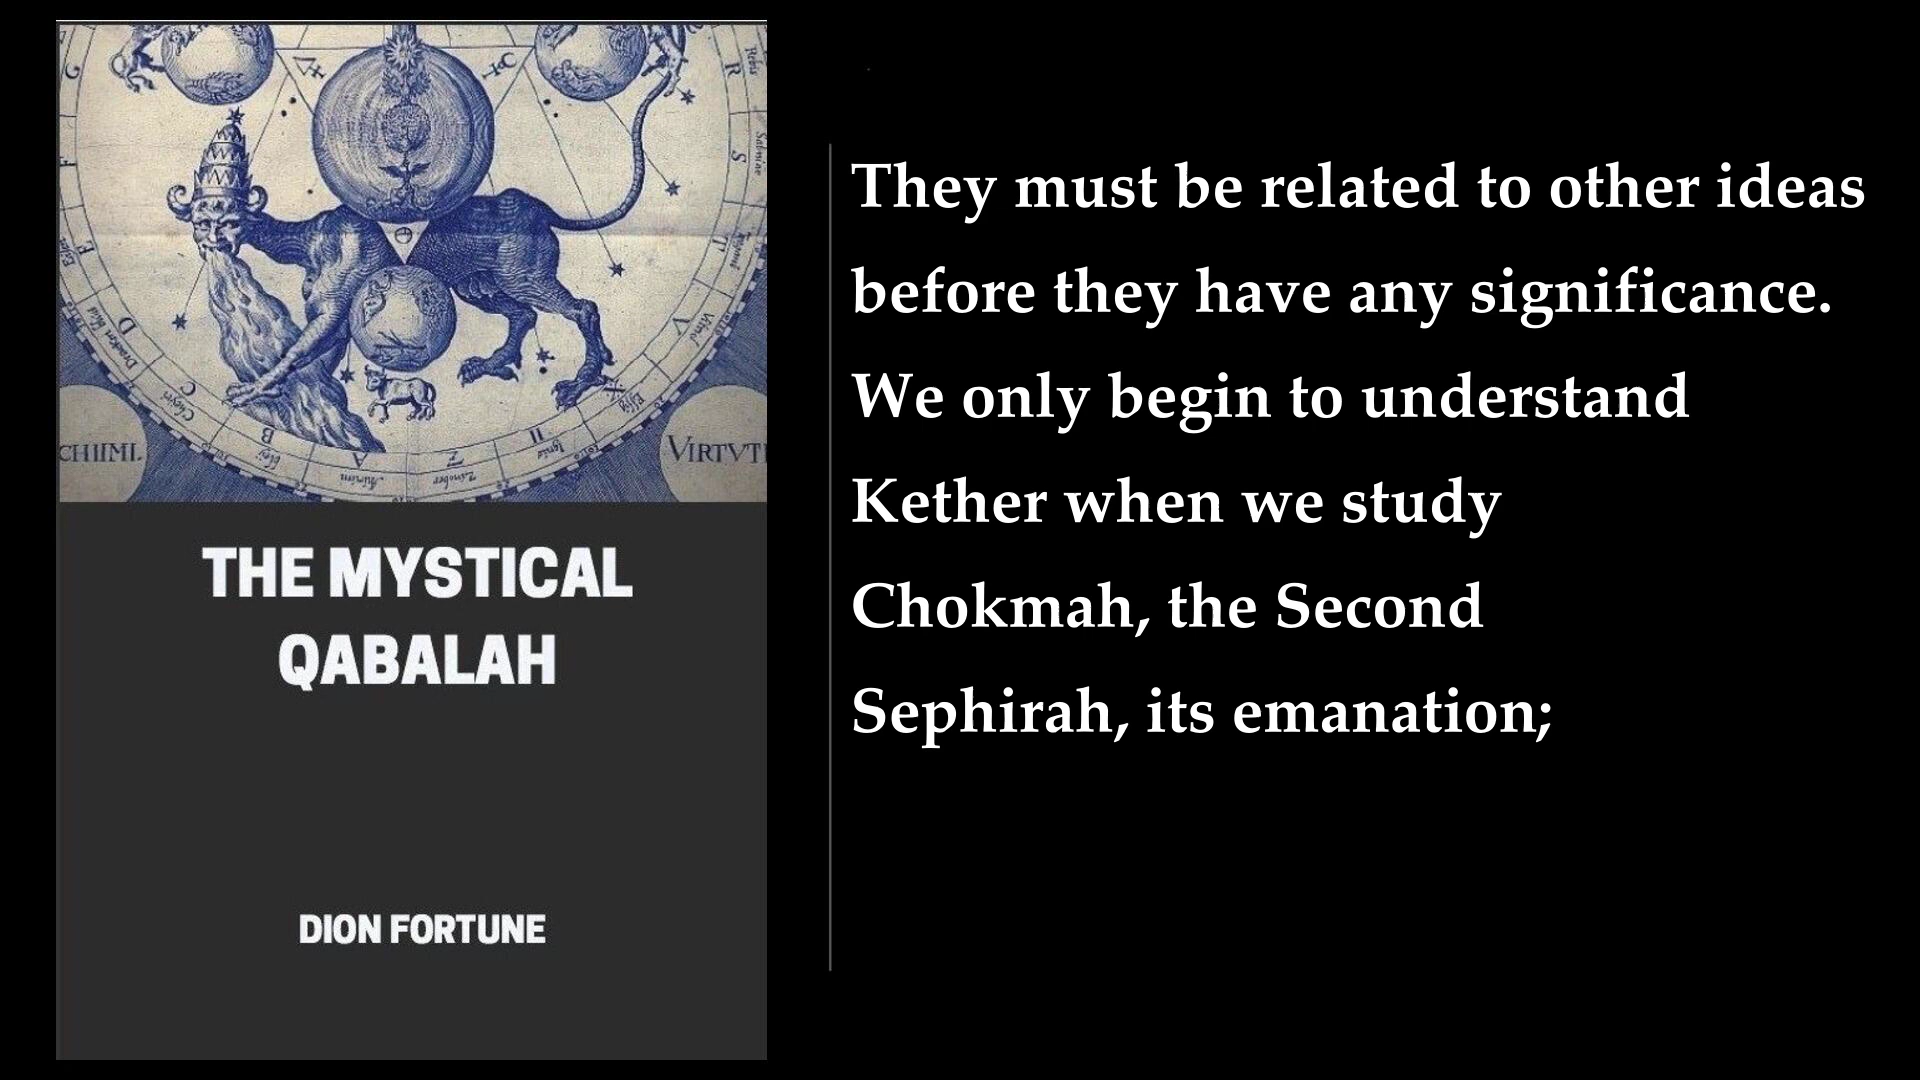 THE MYSTICAL
QABALAH
DION FORTUNE
CHIIMI.
VIRTVTI
They must be related to other ideas
before they have any significance.
We only begin to understand
Kether when we study
Chokmah, the Second
Sephirah, its emanation;